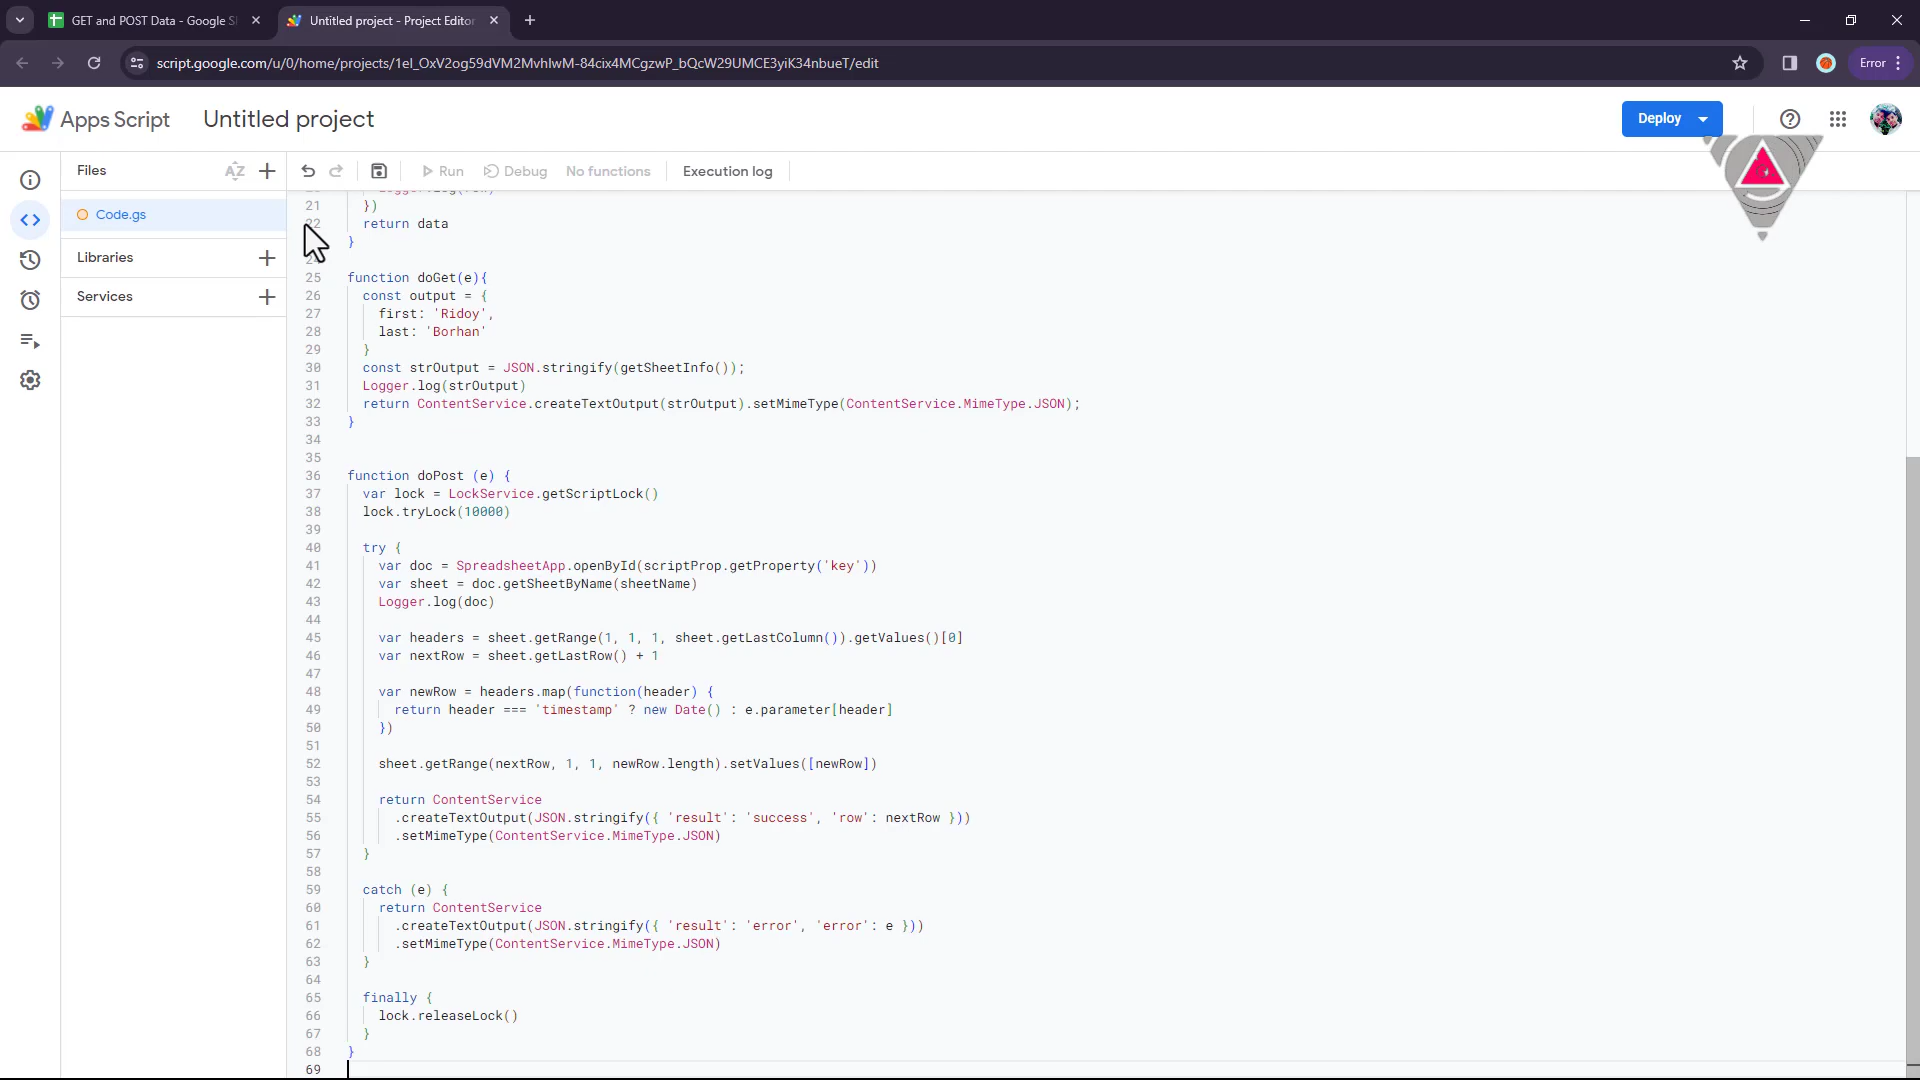 GET and POST Data - Google S
Untitled project - Project Editor
script.google.com/u/0/home/projects/1el_OxV2og59dVM2MvhIwM-84cix4MCgzwP_bQcW29UMCE3yiK34nbueT/edit
Error
Apps Script
Untitled project
Deploy
Files
AZ
Run
Debug
No functions
Execution log
Code.gs
Libraries
Services
21 })
22 return data
}
24
25 function doGet(e){
26 const output = {
27 first: 'Ridoy',
28 last: 'Borhan'
29 }
30 const strOutput = JSON.stringify(getSheetInfo());
31 Logger.log(strOutput)
32 return ContentService.createTextOutput(strOutput).setMimeType(ContentService.MimeType.JSON);
33 }
34
35
36 function doPost (e) {
37 var lock = LockService.getScriptLock()
38 lock.tryLock(10000)
39
40 try {
41 var doc = SpreadsheetApp.openById(scriptProp.getProperty('key'))
42 var sheet = doc.getSheetByName(sheetName)
43 Logger.log(doc)
44
45 var headers = sheet.getRange(1, 1, 1, sheet.getLastColumn()).getValues()[0]
46 var nextRow = sheet.getLastRow() + 1
47
48 var newRow = headers.map(function(header) {
49 return header === 'timestamp' ? new Date() : e.parameter[header]
50 })
51
52 sheet.getRange(nextRow, 1, 1, newRow.length).setValues([newRow])
53
54 return ContentService
55 .createTextOutput(JSON.stringify({ 'result': 'success', 'row': nextRow }))
56 .setMimeType(ContentService.MimeType.JSON)
57 }
58
59 catch (e) {
60 return ContentService
61 .createTextOutput(JSON.stringify({ 'result': 'error', 'error': e }))
62 .setMimeType(ContentService.MimeType.JSON)
63 }
64
65 finally {
66 lock.releaseLock()
67 }
68 }
69